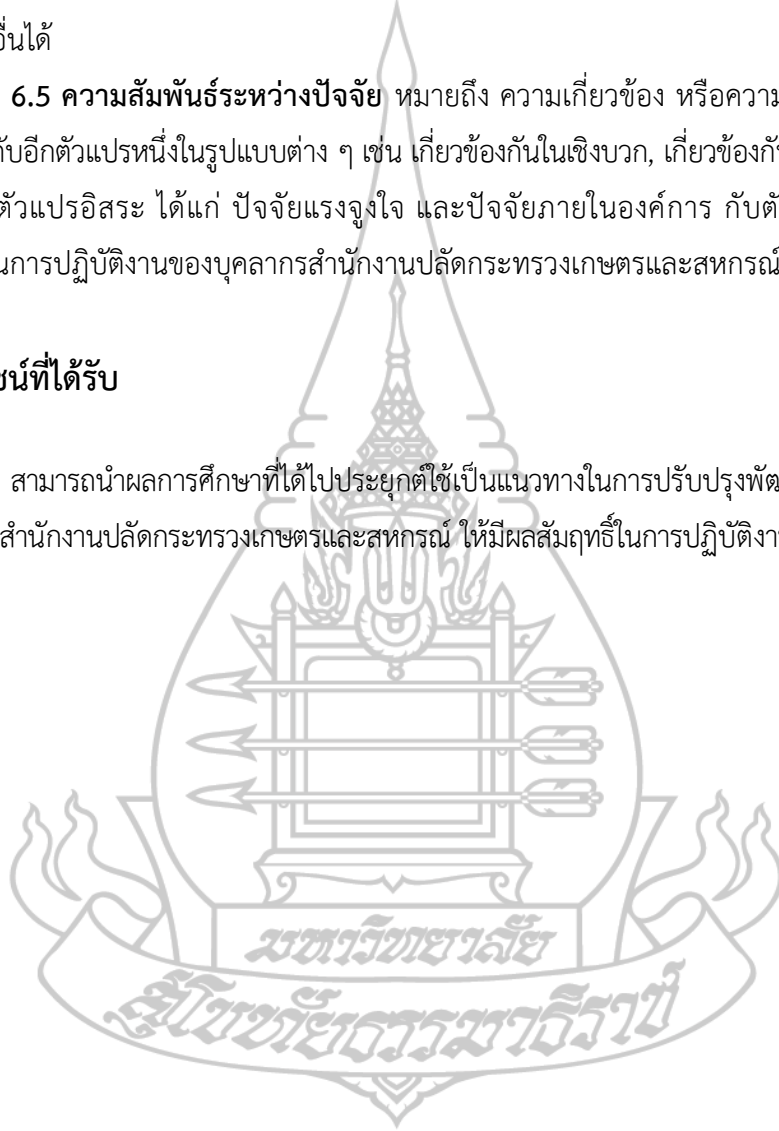 อื่นได้
6.5 ความสัมพันธ์ระหว่างปัจจัย หมายถึง ความเกี่ยวข้อง หรือความ
กับอีกตัวแปรหนึ่งในรูปแบบต่าง ๆ เช่น เกี่ยวข้องกันในเชิงบวก, เกี่ยวข้องกั
ตัวแปรอิสระ ได้แก่ ปัจจัยแรงจูงใจ และปัจจัยภายในองค์การ กับตั
นการปฏิบัติงานของบุคลากรสำนักงานปลัดกระทรวงเกษตรและสหกรณ์
ชน์ที่ได้รับ
สามารถนำผลการศึกษาที่ได้ไปประยุกต์ใช้เป็นแนวทางในการปรับปรุงพัฒ
สำนักงานปลัดกระทรวงเกษตรและสหกรณ์ ให้มีผลสัมฤทธิ์ในการปฏิบัติงา
มหาวิทยาลัย
สุโขทัยธรรมาธิราช